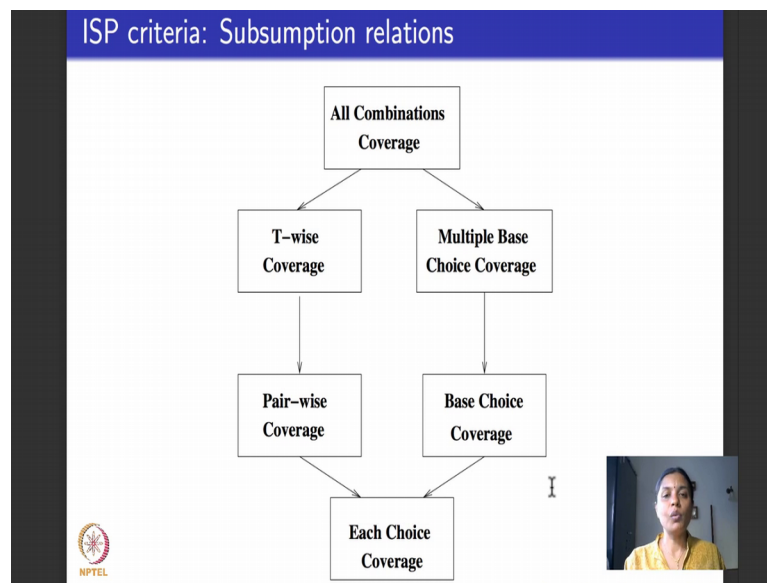 ISP criteria: Subsumption relations
All Combinations
Coverage
T-wise
Coverage
Multiple Base
Choice Coverage
Pair-wise
Coverage
Base Choice
Coverage
Each Choice
Coverage
NPTEL